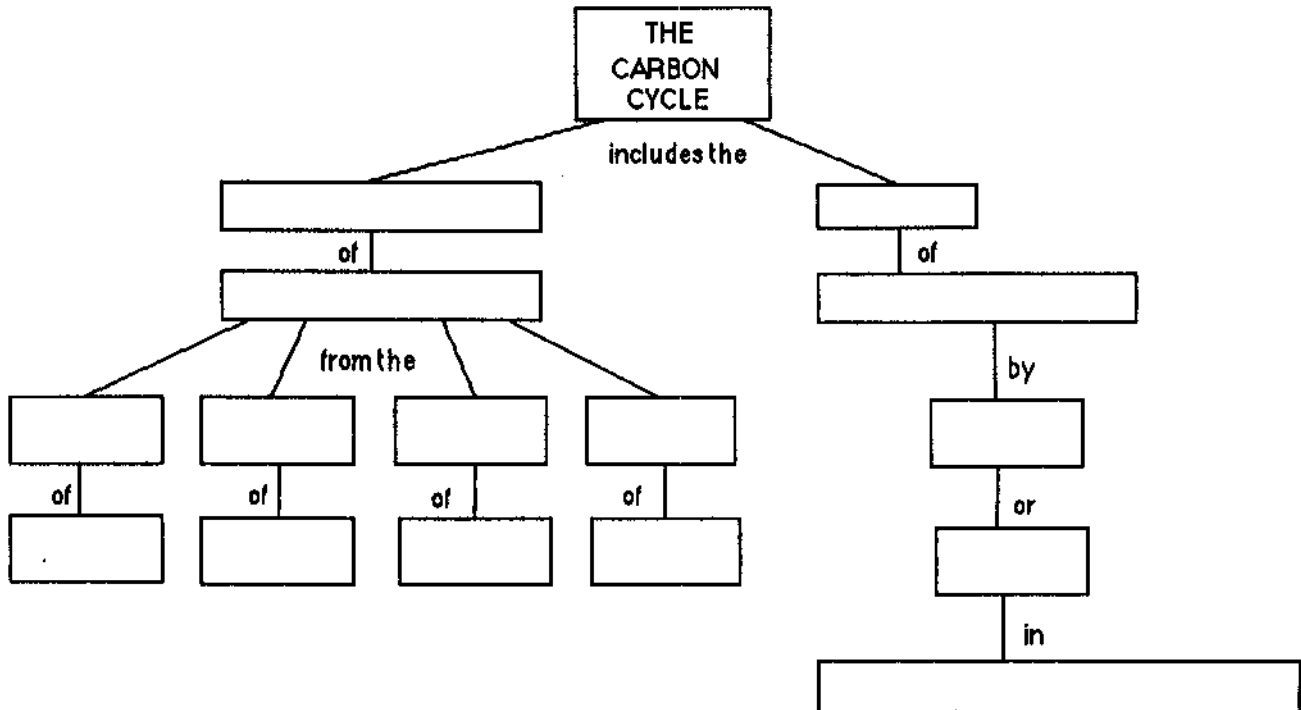 THE
CARBON
CYCLE
includes the
of
of
from the
by
of
of
of
of
or
in